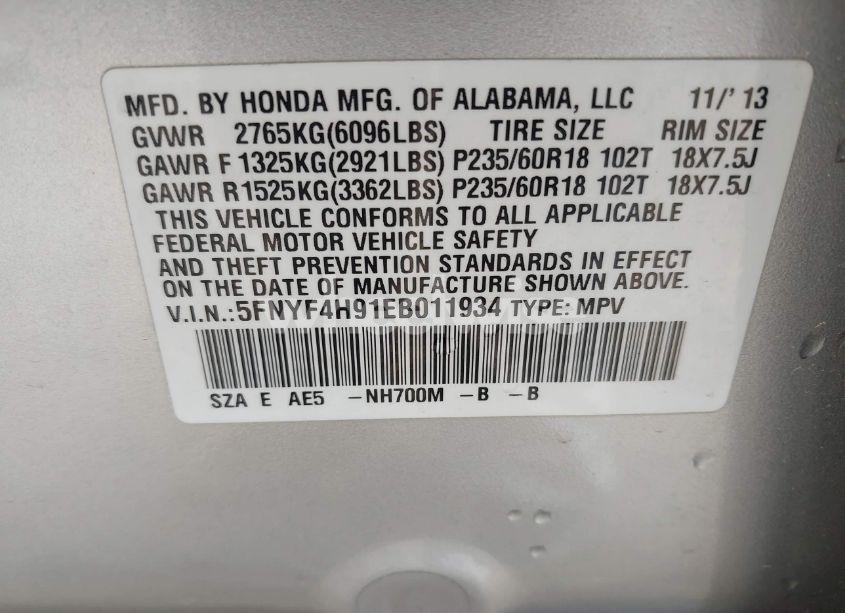 MFD. BY HONDA MFG. OF ALABAMA, LLC 11/'13
GVWR 2765KG(6096LBS) TIRE SIZE RIM SIZE
GAWR F 1325KG(2921LBS) P235/60R18 102T 18X7.5J
GAWR R1525KG(3362LBS) P235/60R18 102T 18X7.5J
THIS VEHICLE CONFORMS TO ALL APPLICABLE
FEDERAL MOTOR VEHICLE SAFETY
AND THEFT PREVENTION STANDARDS IN EFFECT
ON THE DATE OF MANUFACTURE SHOWN ABOVE.
V.I.N.:5FNYF4H91EB011934 TYPE: MPV
SZA E AE5 -NH700M -B -B